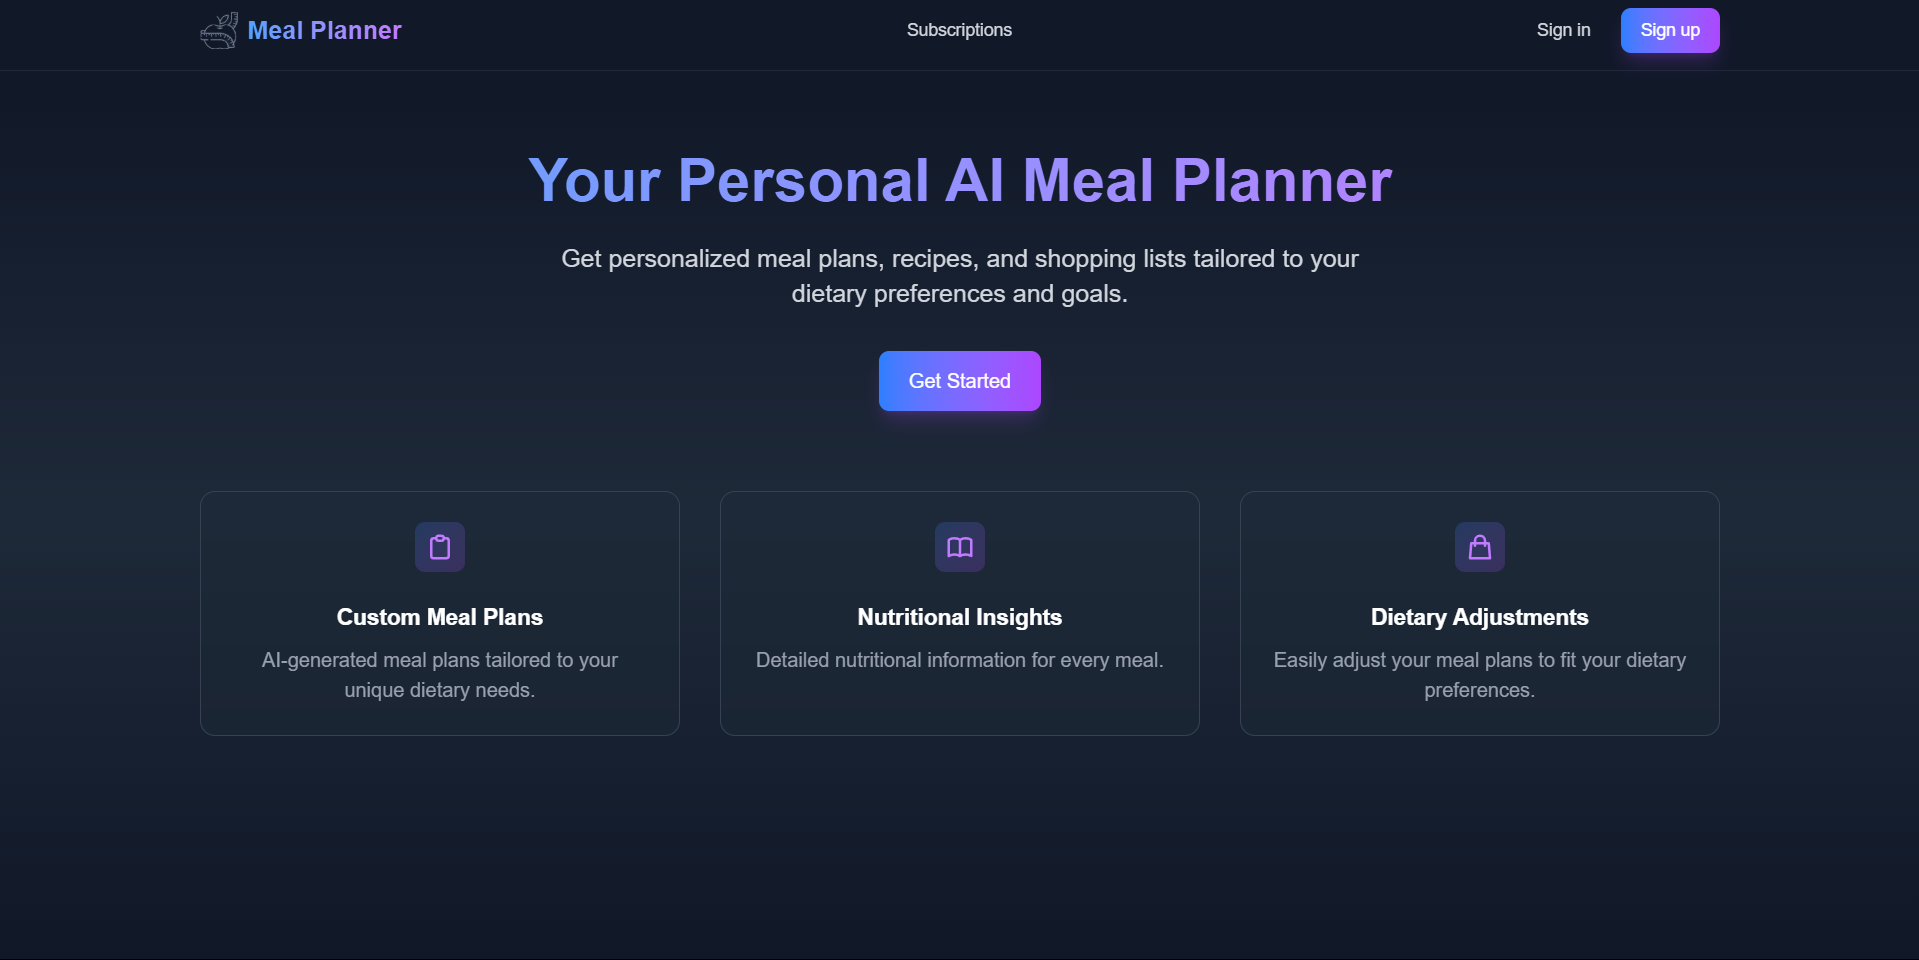 Meal Planner
Subscriptions
Sign in
Sign up
Your Personal AI Meal Planner
Get personalized meal plans, recipes, and shopping lists tailored to your
dietary preferences and goals.
Get Started
Custom Meal Plans
AI-generated meal plans tailored to your
unique dietary needs.
Nutritional Insights
Detailed nutritional information for every meal.
Dietary Adjustments
Easily adjust your meal plans to fit your dietary
preferences.